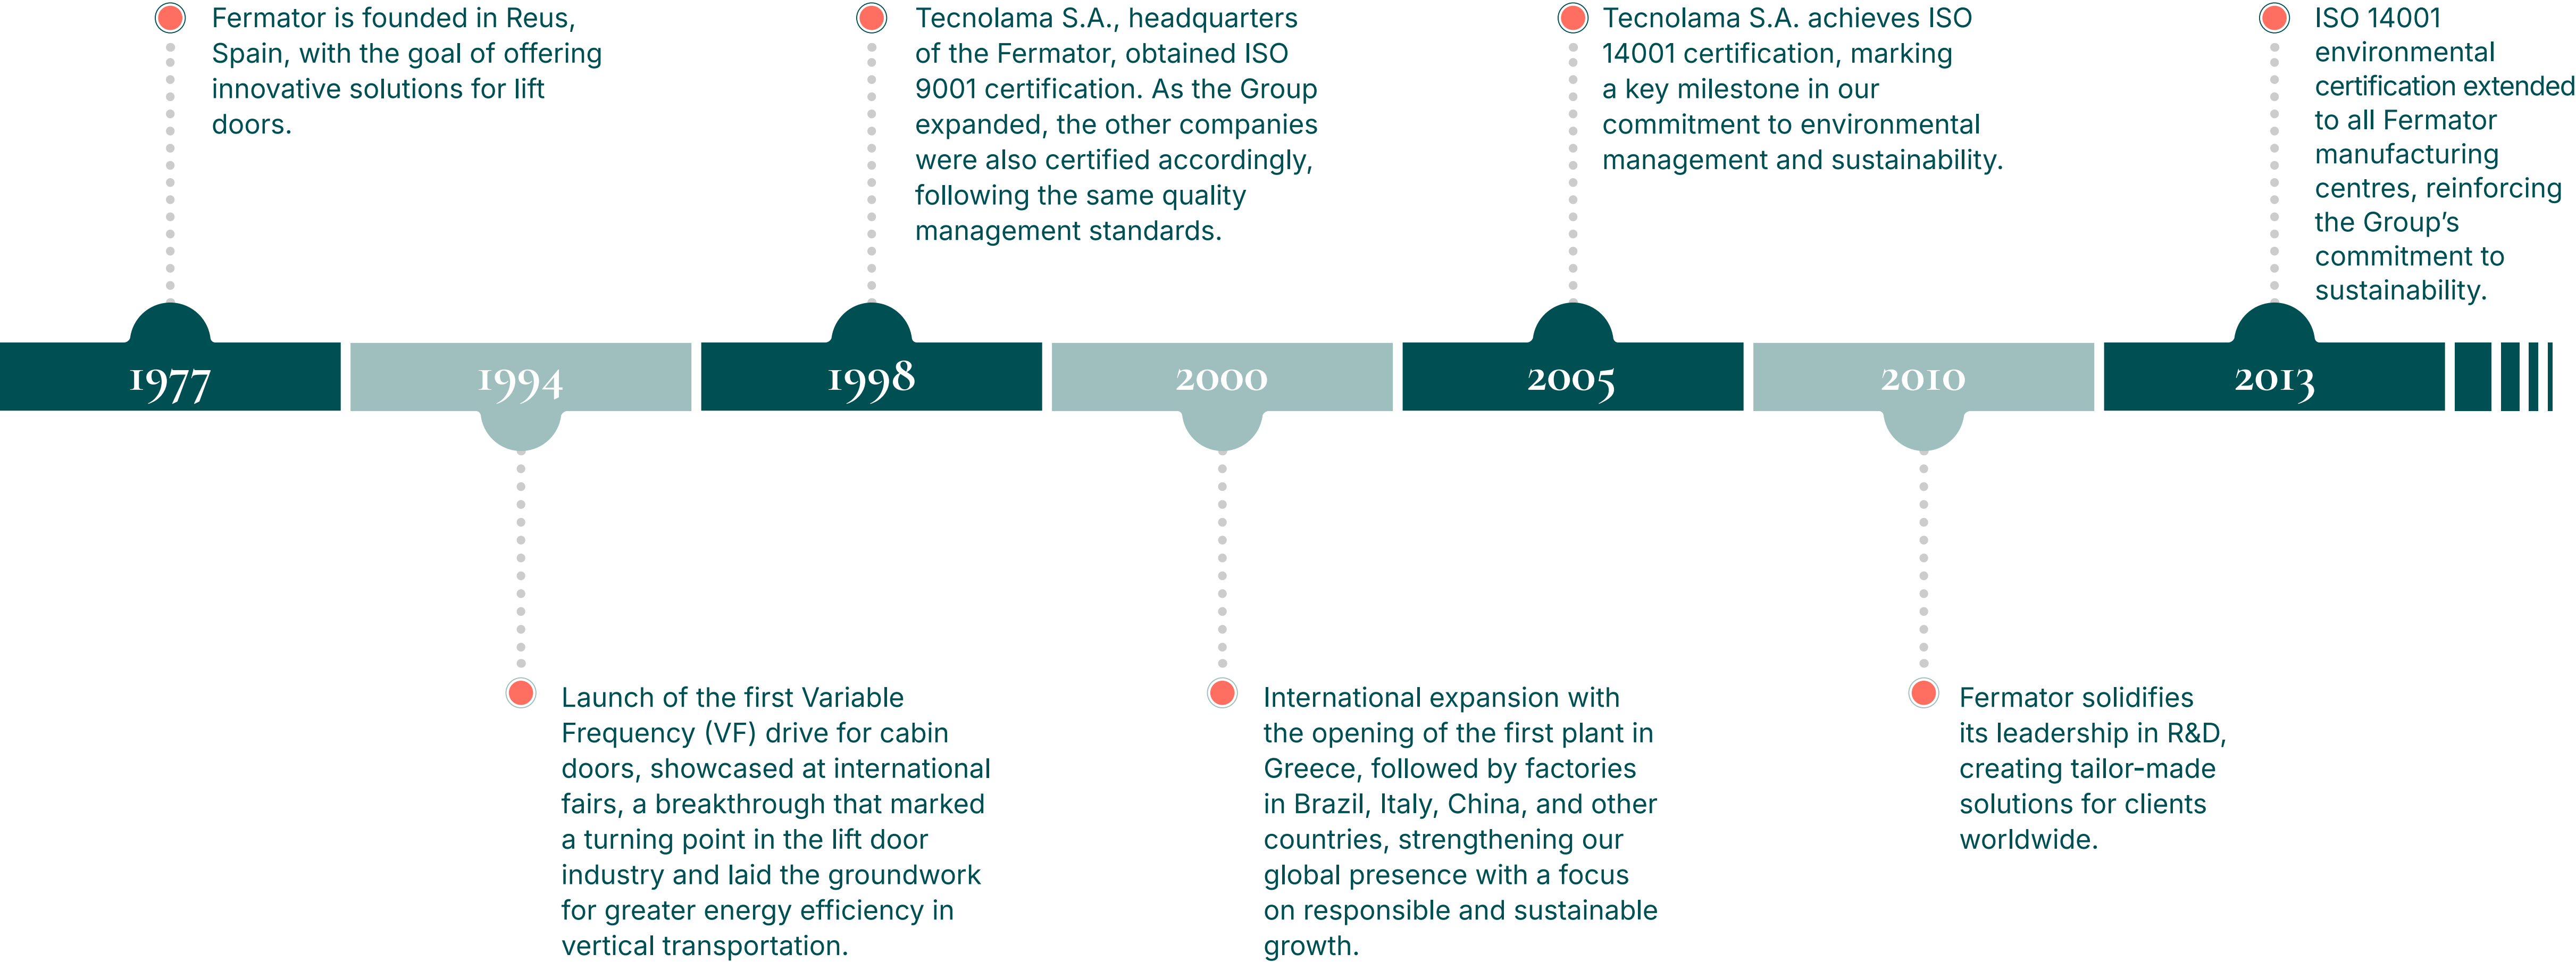 Fermator is founded in Reus,
Spain, with the goal of offering
innovative solutions for lift
doors.
Tecnolama S.A., headquarters
of the Fermator, obtained ISO
9001 certification. As the Group
expanded, the other companies
were also certified accordingly,
following the same quality
management standards.
Tecnolama S.A. achieves ISO
14001 certification, marking
a key milestone in our
commitment to environmental
management and sustainability.
ISO 14001
environmental
certification extended
to all Fermator
manufacturing
centres, reinforcing
the Group’s
commitment to
sustainability.
1977
1994
1998
2000
2005
2010
2013
Launch of the first Variable
Frequency (VF) drive for cabin
doors, showcased at international
fairs, a breakthrough that marked
a turning point in the lift door
industry and laid the groundwork
for greater energy efficiency in
vertical transportation.
International expansion with
the opening of the first plant in
Greece, followed by factories
in Brazil, Italy, China, and other
countries, strengthening our
global presence with a focus
on responsible and sustainable
growth.
Fermator solidifies
its leadership in R&D,
creating tailor-made
solutions for clients
worldwide.